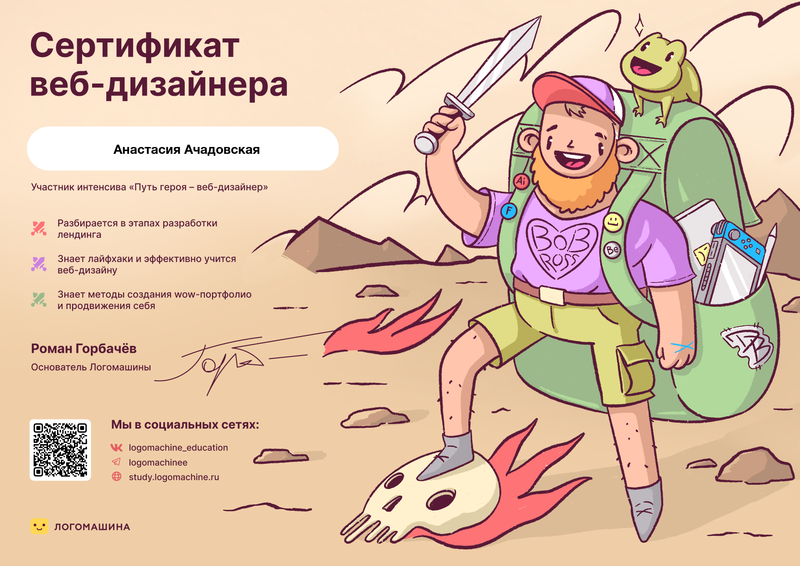 Сертификат
веб-дизайнера
Анастасия Ачадовская
Участник интенсива «Путь героя – веб-дизайнер»
Разбирается в этапах разработки
лендинга
Знает лайфхаки и эффективно учится
веб-дизайну
Знает методы создания wow-портфолио
и продвижения себя
Роман Горбачёв
Основатель Логомашины
Мы в социальных сетях:
logomachine_education
logomachinee
study.logomachine.ru
ЛОГОМАШИНА
Ai
F
Bē
BOB
ROSS